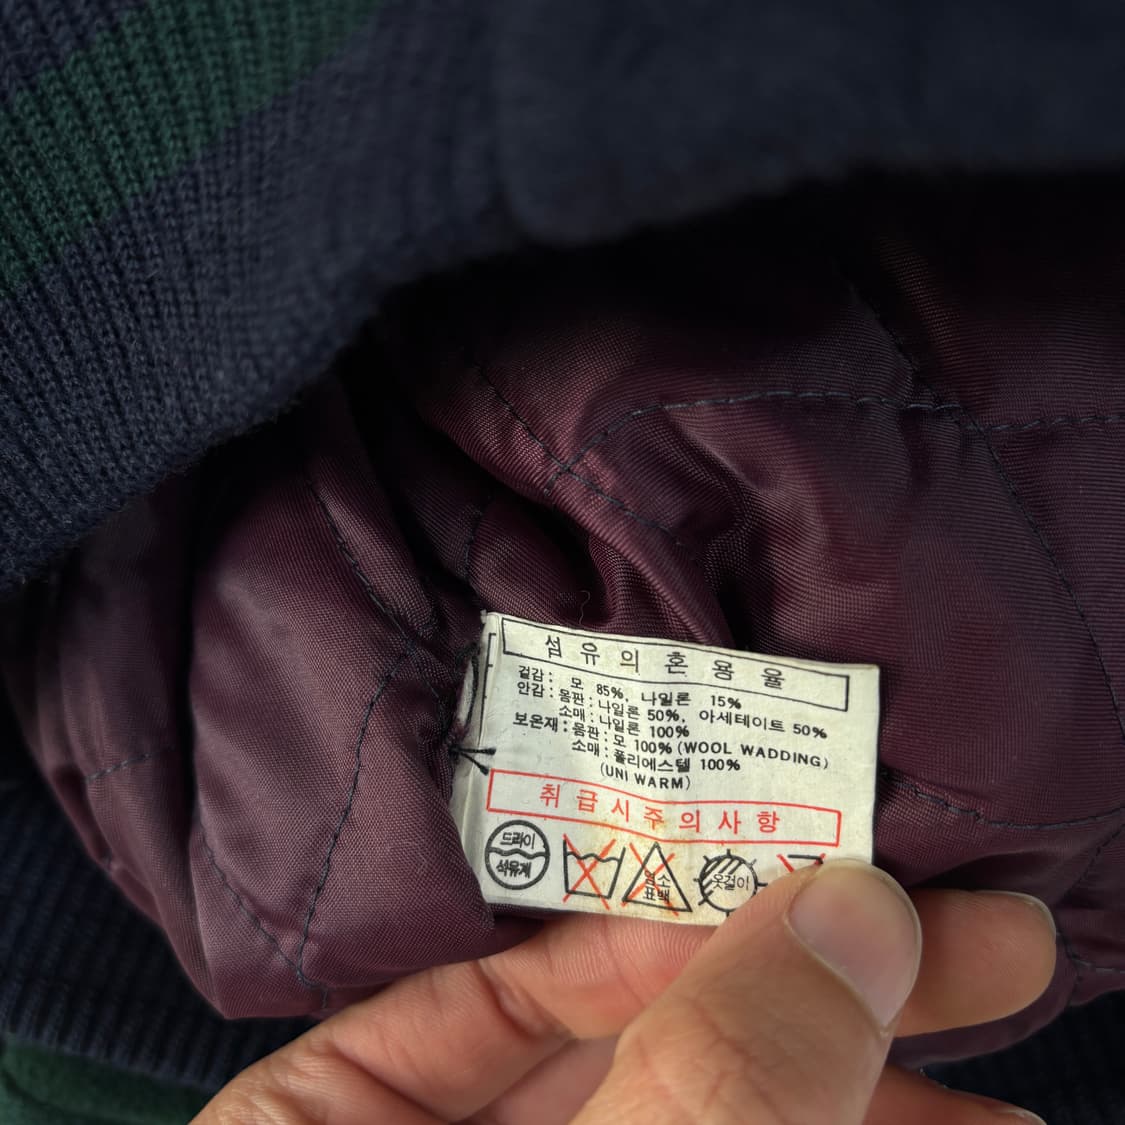 섬유의혼용율
겉감: 모 85%, 나일론 15%
안감: 몸판: 나일론 50%, 아세테이트 50%
소매: 나일론 100%
보온재: 몸판: 모 100% (WOOL WADDING)
소매: 폴리에스텔 100%
(UNI WARM)
취급시주의사항
드라이
석유계
염소
표백
옷걸이